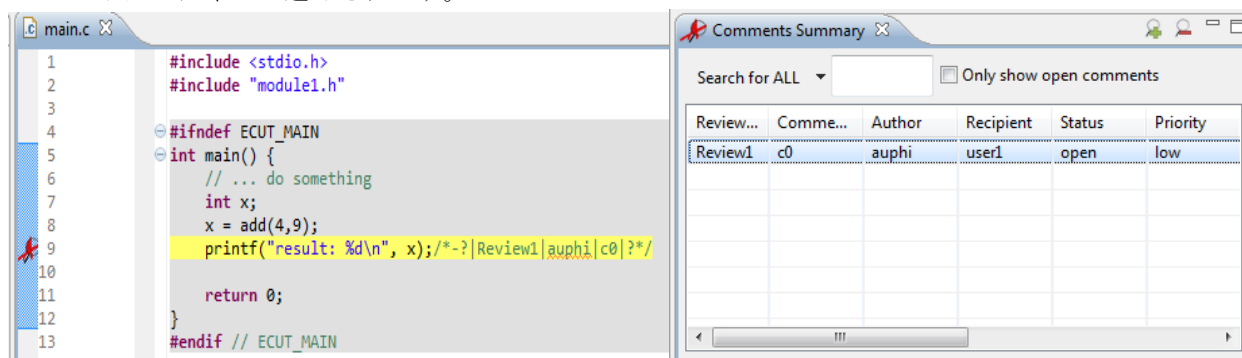 main.c
1 #include <stdio.h>
2 #include "module1.h"
3
4 #ifndef ECUT_MAIN
5 int main() {
6 // ... do something
7 int x;
8 x = add(4,9);
9 printf("result: %d\n", x);/*-?|Review1|auphi|c0|?*/
10
11 return 0;
12 }
13 #endif // ECUT_MAIN
Comments Summary
Search for ALL Only show open comments
Review... Comme... Author Recipient Status Priority
Review1 c0 auphi user1 open low